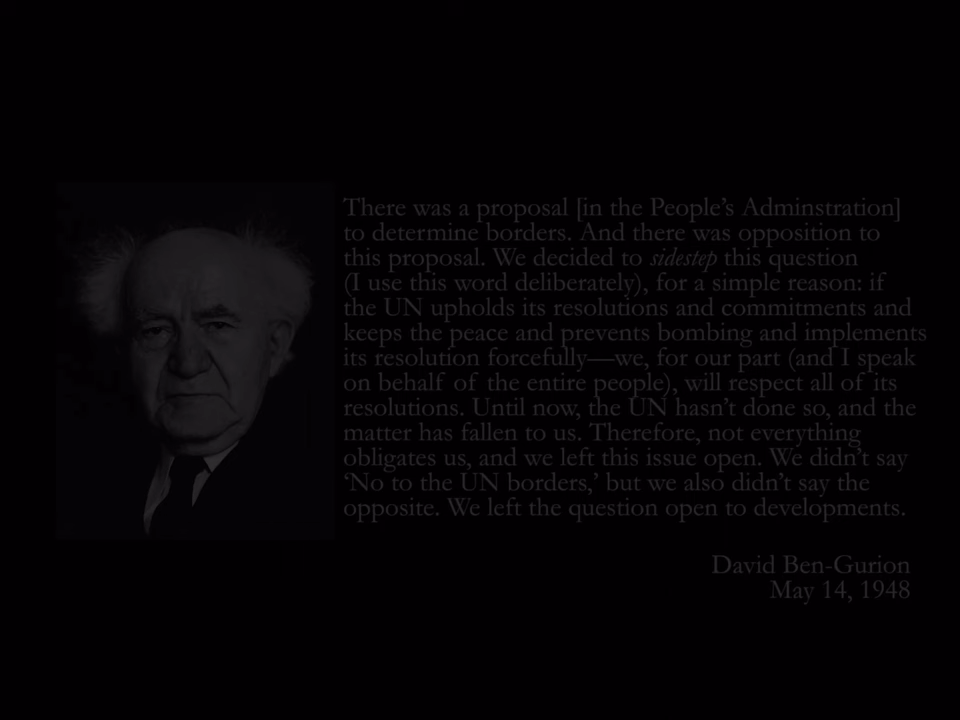 There was a proposal [in the People’s Adminstration]
to determine borders. And there was opposition to
this proposal. We decided to sidestep this question
(I use this word deliberately), for a simple reason: if
the UN upholds its resolutions and commitments and
keeps the peace and prevents bombing and implements
its resolution forcefully—we, for our part (and I speak
on behalf of the entire people), will respect all of its
resolutions. Until now, the UN hasn’t done so, and the
matter has fallen to us. Therefore, not everything
obligates us, and we left this issue open. We didn’t say
‘No to the UN borders,’ but we also didn’t say the
opposite. We left the question open to developments.
David Ben-Gurion
May 14, 1948